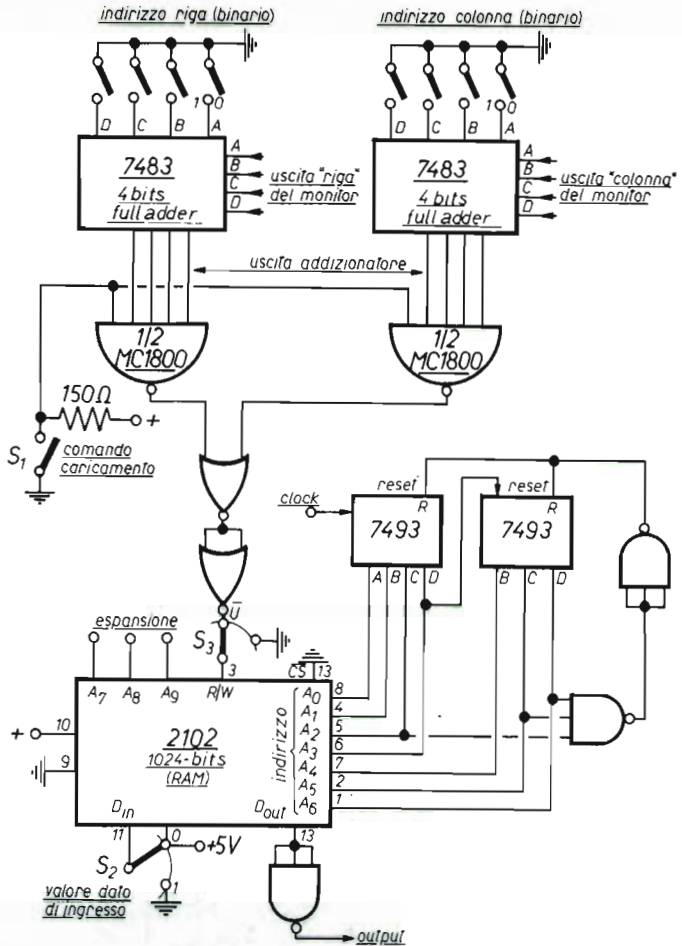 indirizzo riga (binario)
indirizzo colonna (binario)
1 0
1 0
D C B A
D C B A
7483
4 bits
full adder
A
B
C
D
uscita "riga"
del monitor
7483
4 bits
full adder
A
B
C
D
uscita "colonna"
del monitor
uscita addizionatore
1/2
MC1800
1/2
MC1800
150Ω
+
S1
comando
caricamento
clock
reset
R
7493
A B C D
reset
R
7493
B C D
U̅
S3
3
espansione
A7 A8 A9 R/W
C̅S̅ 13
+
10
9
2102
1024-bits
(RAM)
indirizzo
A0 8
A1 4
A2 5
A3 6
A4 7
A5 2
A6 1
Din
Dout
11
0
+5V
13
S2
1
valore dato
di ingresso
output